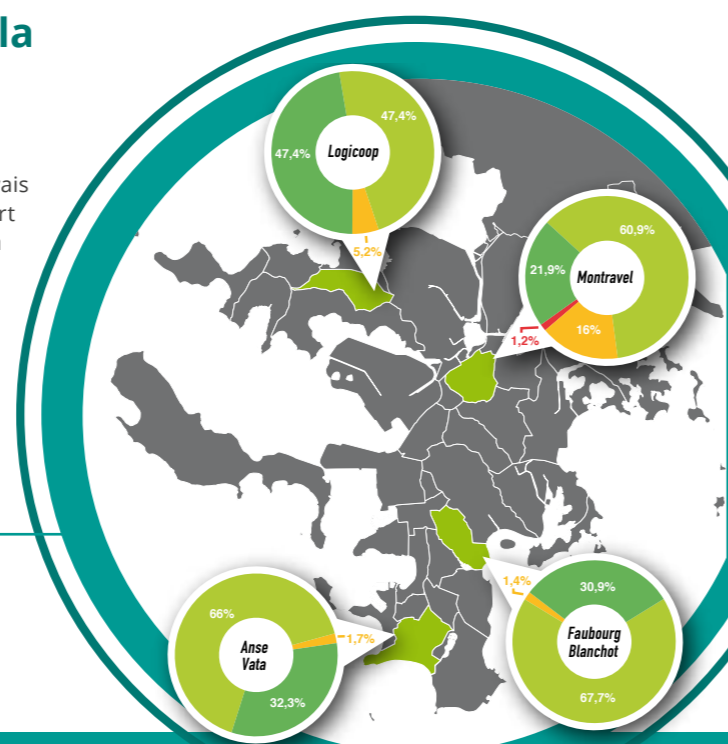 la
ais
rt
47,4%
47,4%
Logicoop
5,2%
60,9%
21,9%
Montravel
16%
1,2%
66%
1,7%
Anse
Vata
32,3%
1,4%
30,9%
Faubourg
Blanchot
67,7%